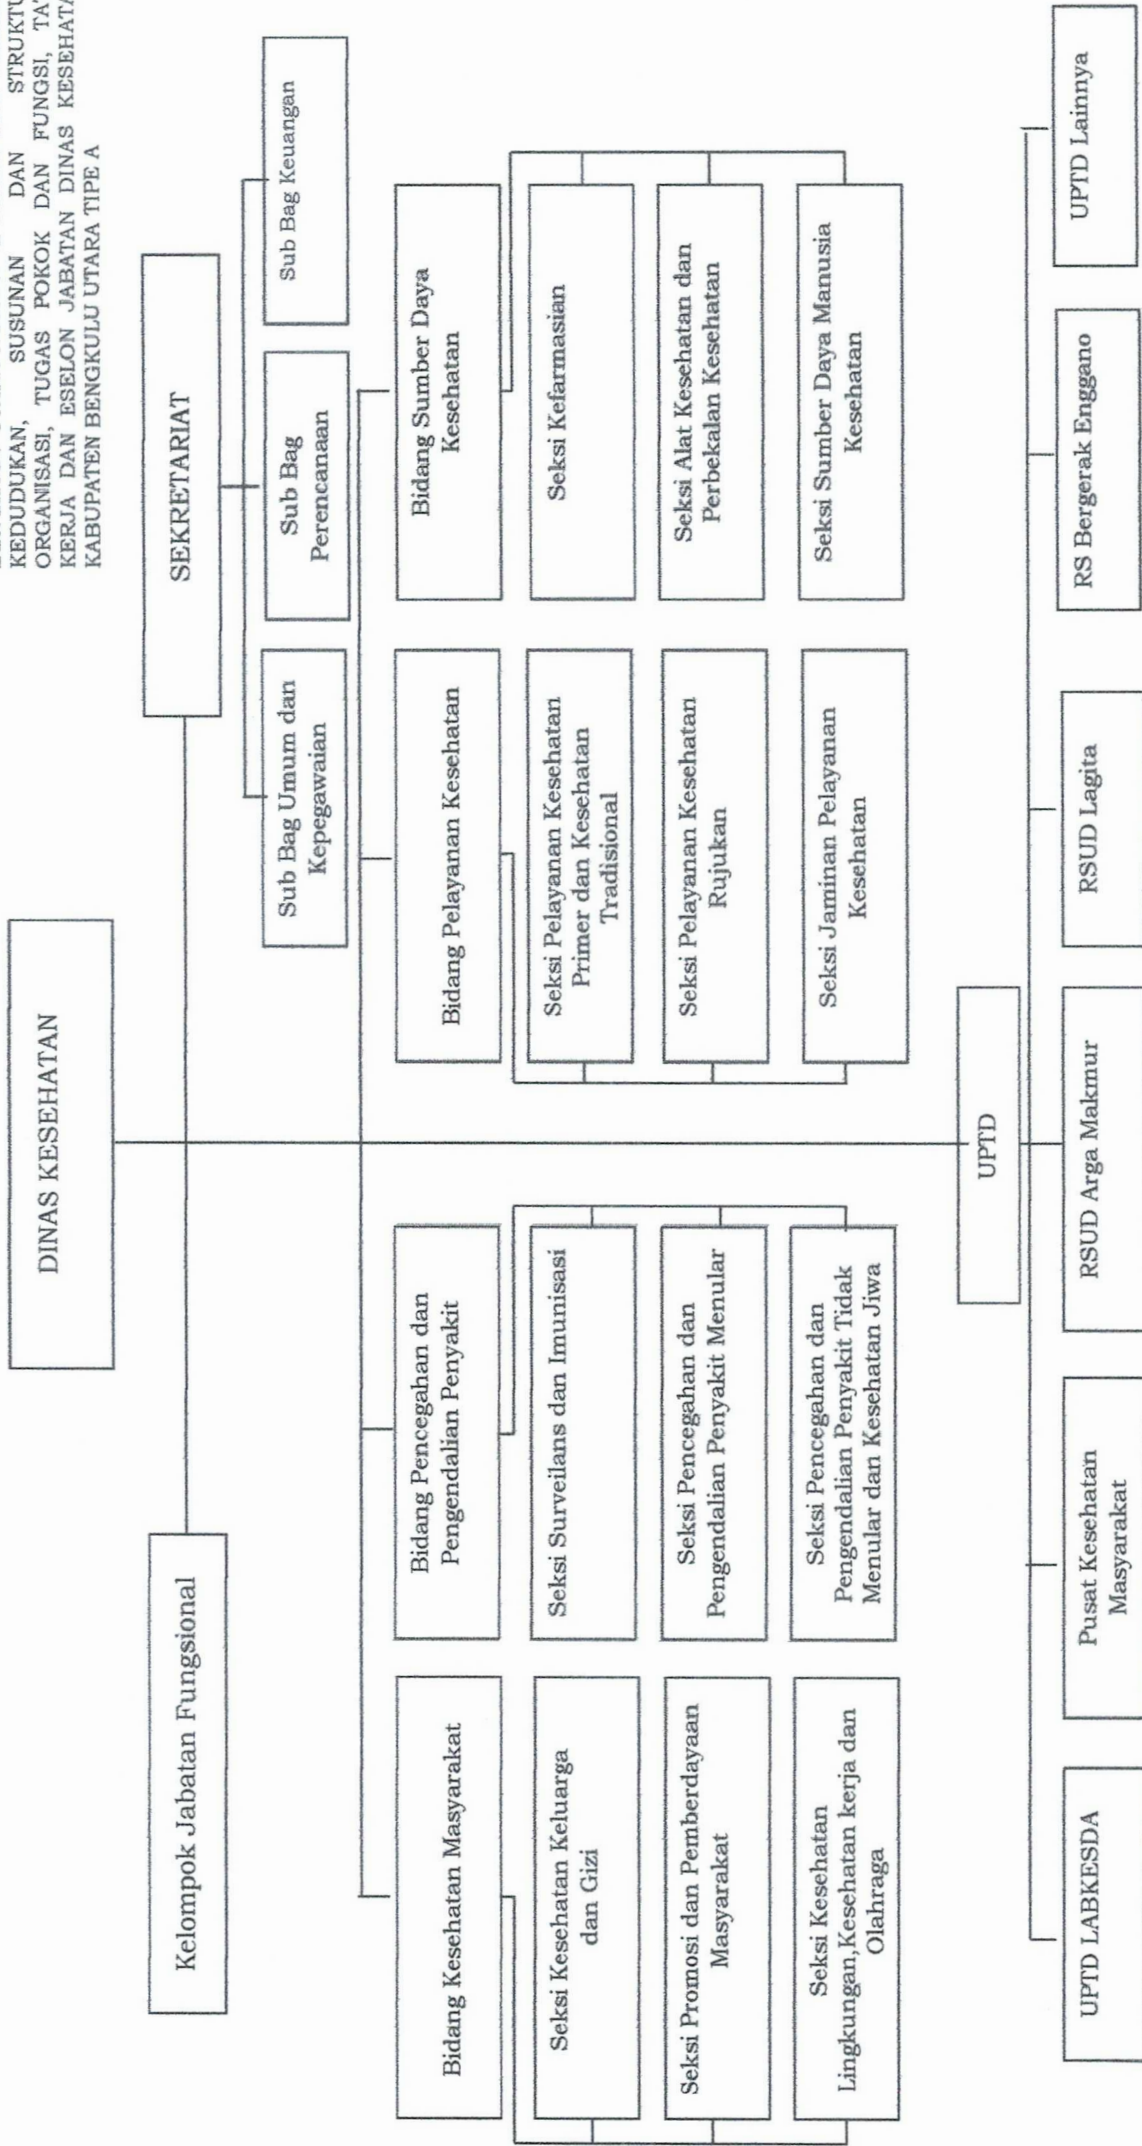 KEDUDUKAN, SUSUNAN DAN
ORGANISASI, TUGAS POKOK DAN FUNGSI,
KERJA DAN ESELON JABATAN DINAS
KABUPATEN BENGKULU UTARA TIPE A
DINAS KESEHATAN
Kelompok Jabatan Fungsional
SEKRETARIAT
Sub Bag Umum dan
Kepegawaian
Sub Bag
Perencanaan
Sub Bag Keuangan
Bidang Kesehatan Masyarakat
Seksi Kesehatan Keluarga
dan Gizi
Seksi Promosi dan Pemberdayaan
Masyarakat
Seksi Kesehatan
Lingkungan,Kesehatan kerja dan
Olahraga
Bidang Pencegahan dan
Pengendalian Penyakit
Seksi Surveilans dan Imunisasi
Seksi Pencegahan dan
Pengendalian Penyakit Menular
Seksi Pencegahan dan
Pengendalian Penyakit Tidak
Menular dan Kesehatan Jiwa
Bidang Pelayanan Kesehatan
Seksi Pelayanan Kesehatan
Primer dan Kesehatan
Tradisional
Seksi Pelayanan Kesehatan
Rujukan
Seksi Jaminan Pelayanan
Kesehatan
Bidang Sumber Daya
Kesehatan
Seksi Kefarmasian
Seksi Alat Kesehatan dan
Perbekalan Kesehatan
Seksi Sumber Daya Manusia
Kesehatan
UPTD
UPTD LABKESDA
Pusat Kesehatan
Masyarakat
RSUD Arga Makmur
RSUD Lagita
RS Bergerak Enggano
UPTD Lainnya